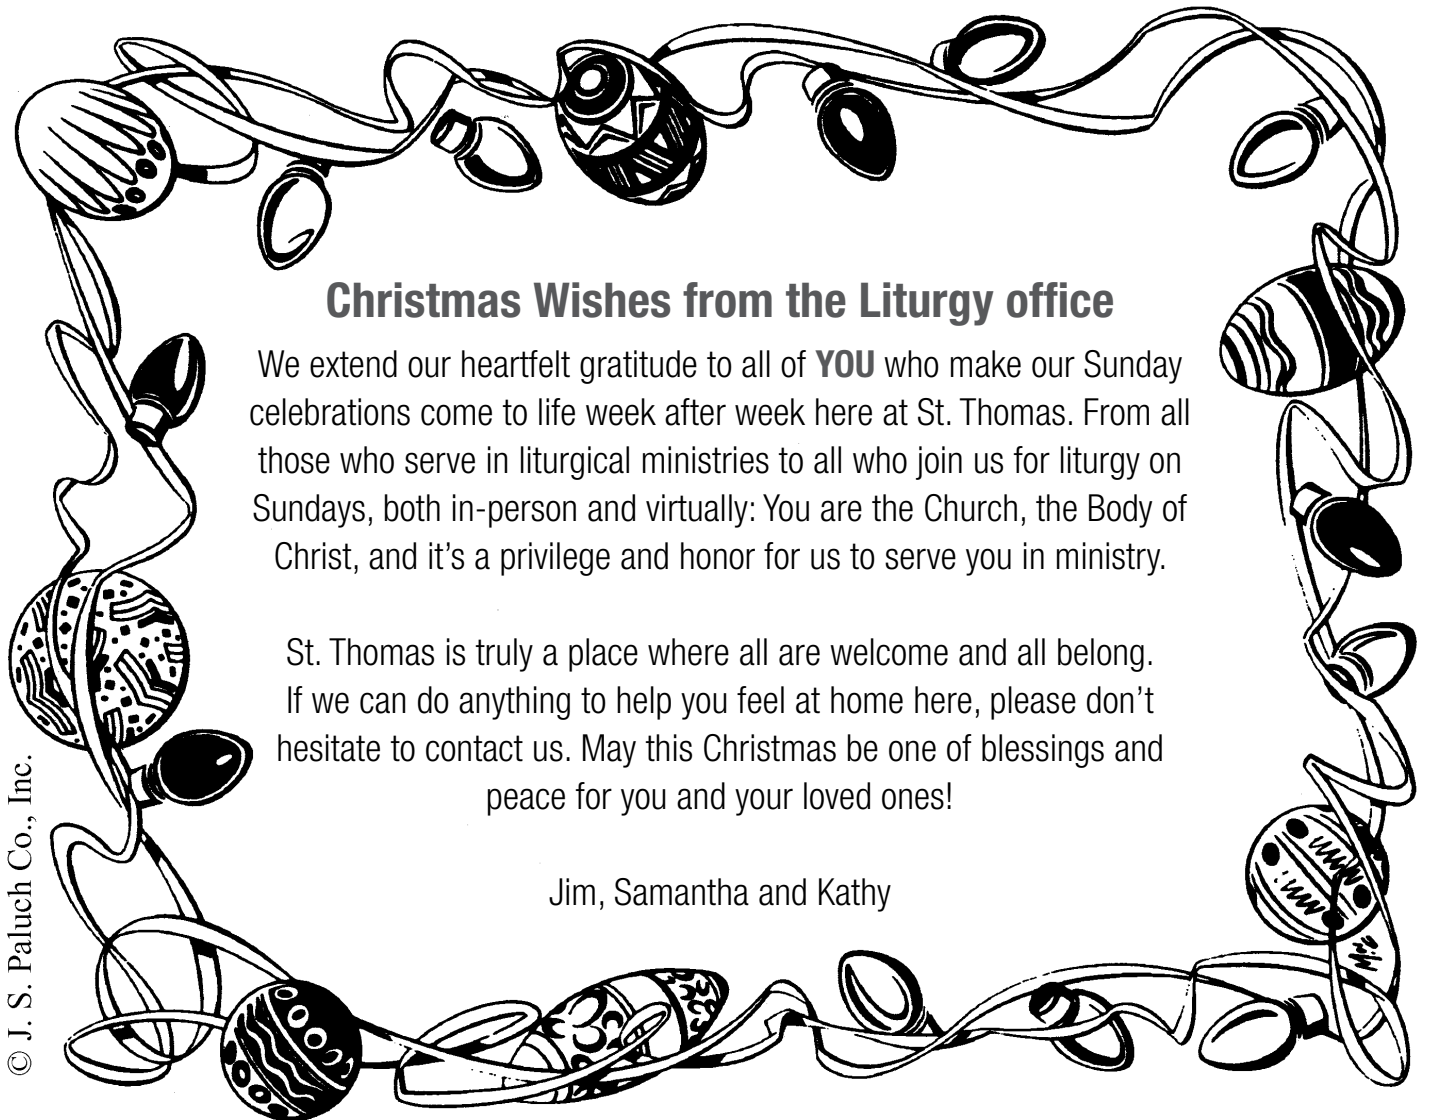 Christmas Wishes from the Liturgy office
We extend our heartfelt gratitude to all of YOU who make our Sunday
celebrations come to life week after week here at St. Thomas. From all
those who serve in liturgical ministries to all who join us for liturgy on
Sundays, both in-person and virtually: You are the Church, the Body of
Christ, and it's a privilege and honor for us to serve you in ministry.
St. Thomas is truly a place where all are welcome and all belong.
If we can do anything to help you feel at home here, please don't
hesitate to contact us. May this Christmas be one of blessings and
peace for you and your loved ones!
Jim, Samantha and Kathy
© J. S. Paluch Co., Inc.